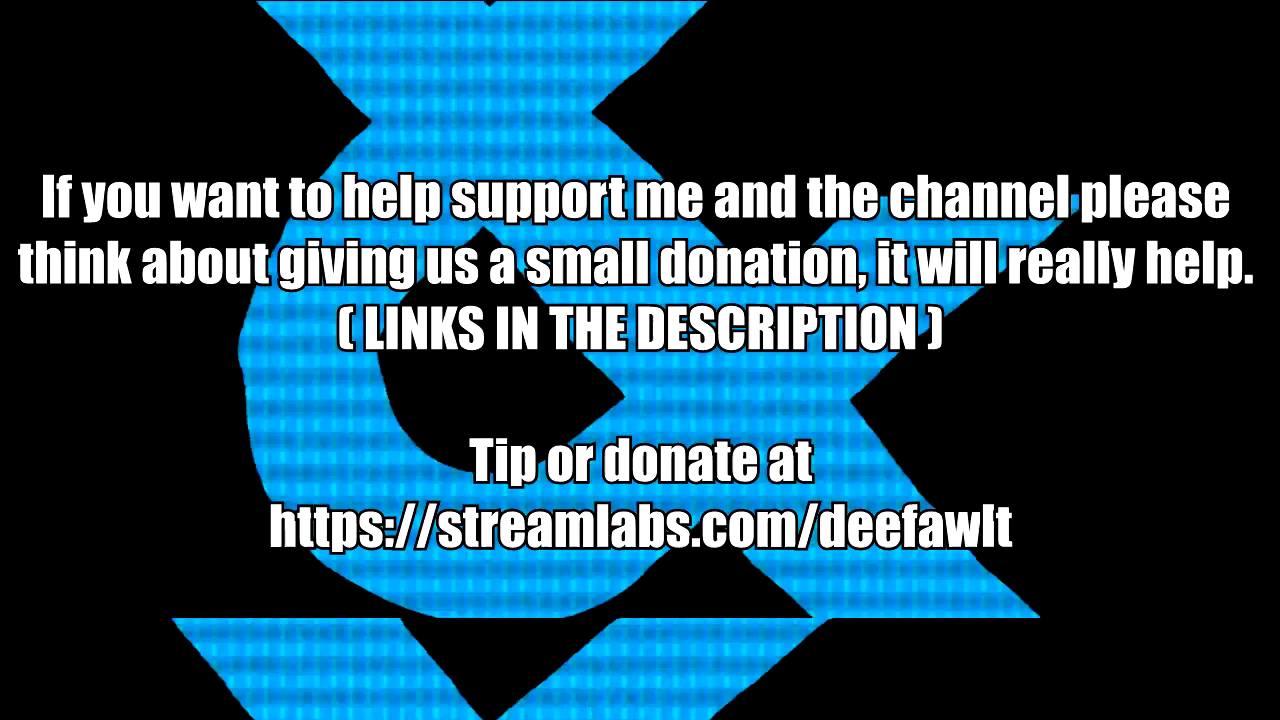 If you want to help support me and the channel please
think about giving us a small donation, it will really help.
( LINKS IN THE DESCRIPTION )
Tip or donate at
https://streamlabs.com/deefawlt